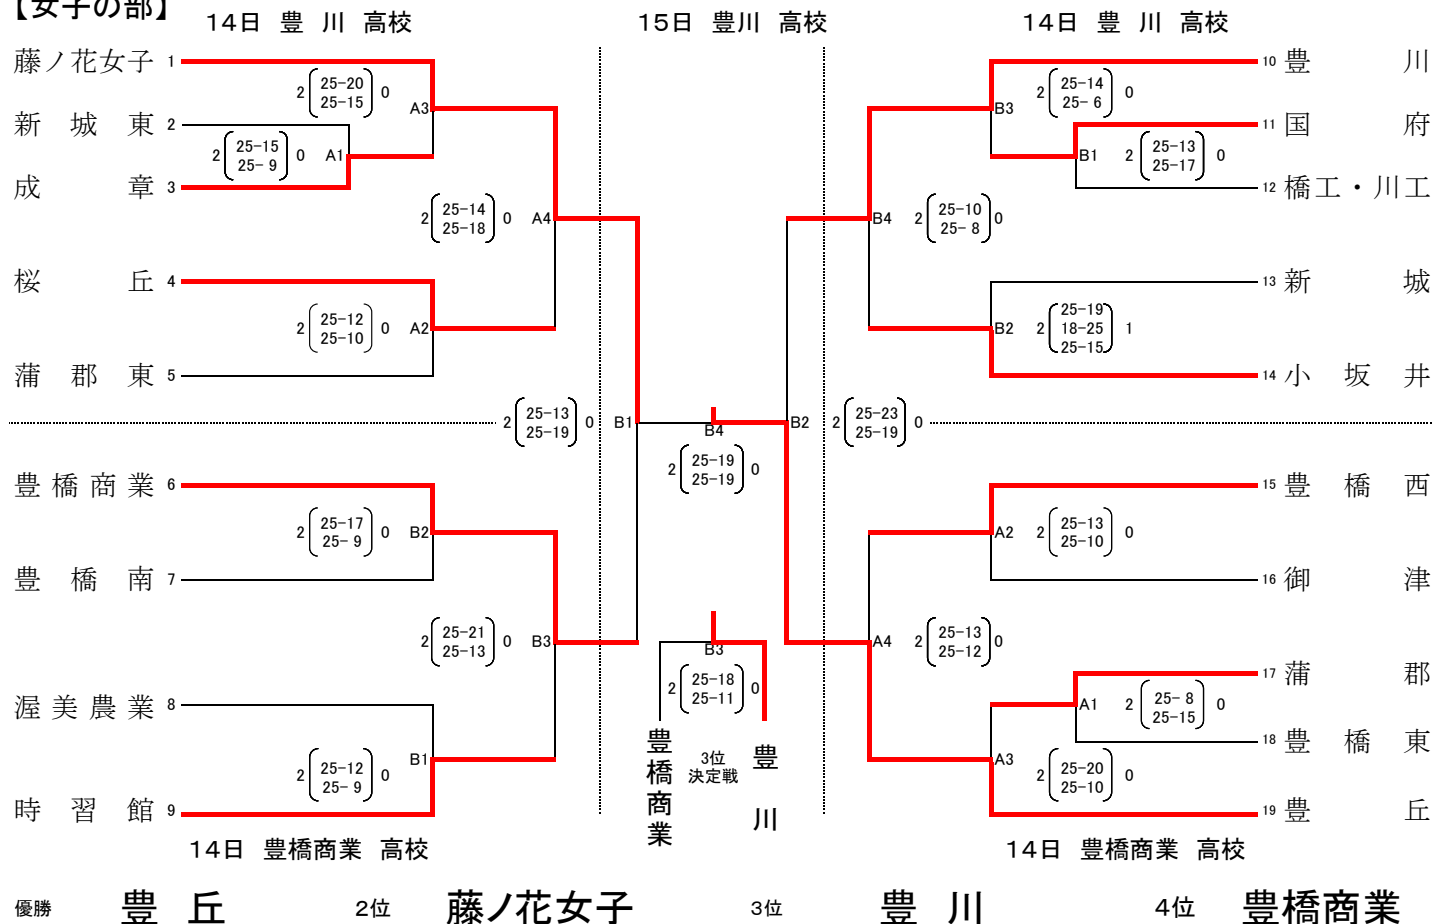 【女子の部】
14日 豊 川 高校
15日 豊川 高校
14日 豊 川 高校
藤ノ花女子 1
新城東 2
成章 3
桜丘 4
蒲郡東 5
豊橋商業 6
豊橋南 7
渥美農業 8
時習館 9
2 25-20 0 A3
25-15
2 25-15 0 A1
25- 9
2 25-14 0 A4
25-18
2 25-12 0 A2
25-10
2 25-13 0 B1
25-19
2 25-17 0 B2
25- 9
2 25-21 0 B3
25-13
2 25-12 0 B1
25- 9
B4
2 25-19 0
25-19
B3
2 25-18 0
25-11
豊橋商業
3位
決定戦
豊川
10 豊川
11 国府
12 橋工・川工
13 新城
14 小坂井
15 豊橋西
16 御津
17 蒲郡
18 豊橋東
19 豊丘
B3 2 25-14 0
25- 6
B1 2 25-13 0
25-17
B4 2 25-10 0
25- 8
B2 2 25-19 1
18-25
25-15
B2 2 25-23 0
25-19
A2 2 25-13 0
25-10
A4 2 25-13 0
25-12
A1 2 25- 8 0
25-15
A3 2 25-20 0
25-10
14日 豊橋商業 高校
14日 豊橋商業 高校
優勝 豊 丘 2位 藤ノ花女子 3位 豊 川 4位 豊橋商業